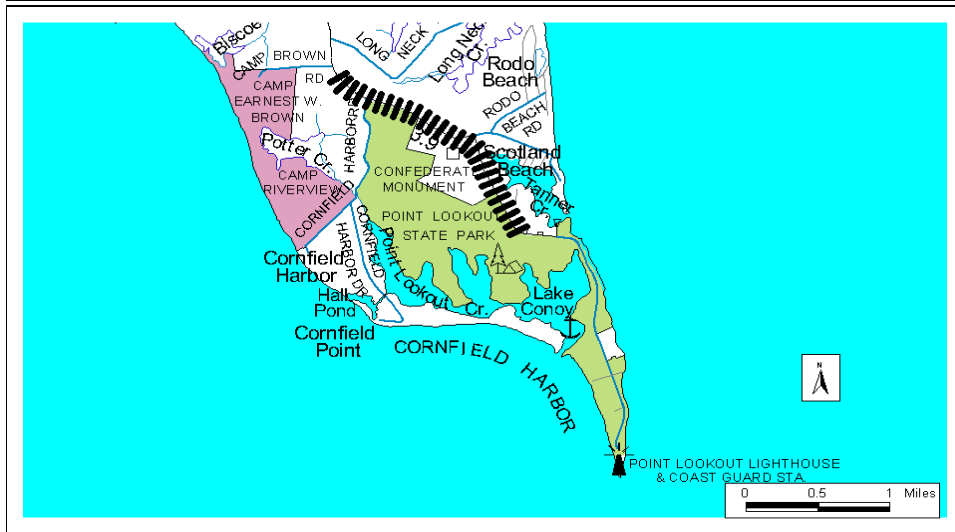 Biscoe
LONG
NECK
Long Neck
Cr.
Rodo
Beach
CAMP
BROWN
RD
CAMP
EARNEST W.
BROWN
RODO
BEACH
RD
Potter Cr.
HARBOR
CORNFIELD
3.9
Scotland
Beach
CONFEDERATE
MONUMENT
CAMP
RIVERVIEW
Tanner
Cr.
POINT LOOKOUT
STATE PARK
CORNFIELD
HARBOR DR
Point Lookout
Cr.
Cornfield
Harbor
Hall
Pond
Lake
Conoy
Cornfield
Point
CORNFIELD HARBOR
N
POINT LOOKOUT LIGHTHOUSE
& COAST GUARD STA.
0 0.5 1 Miles